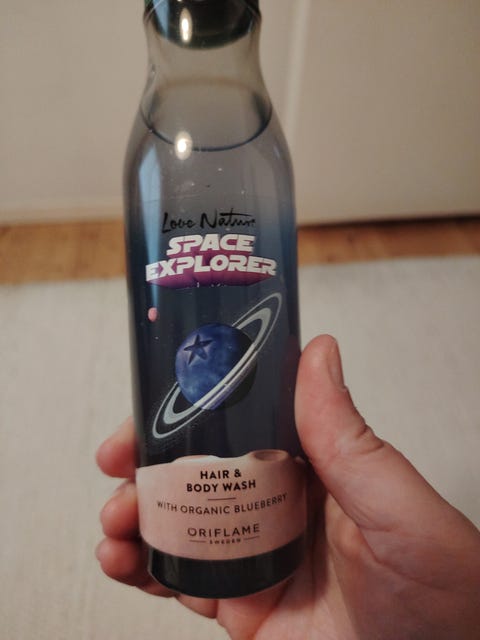 Love Nature
SPACE
EXPLORER
HAIR &
BODY WASH
WITH ORGANIC BLUEBERRY
ORIFLAME
SWEDEN